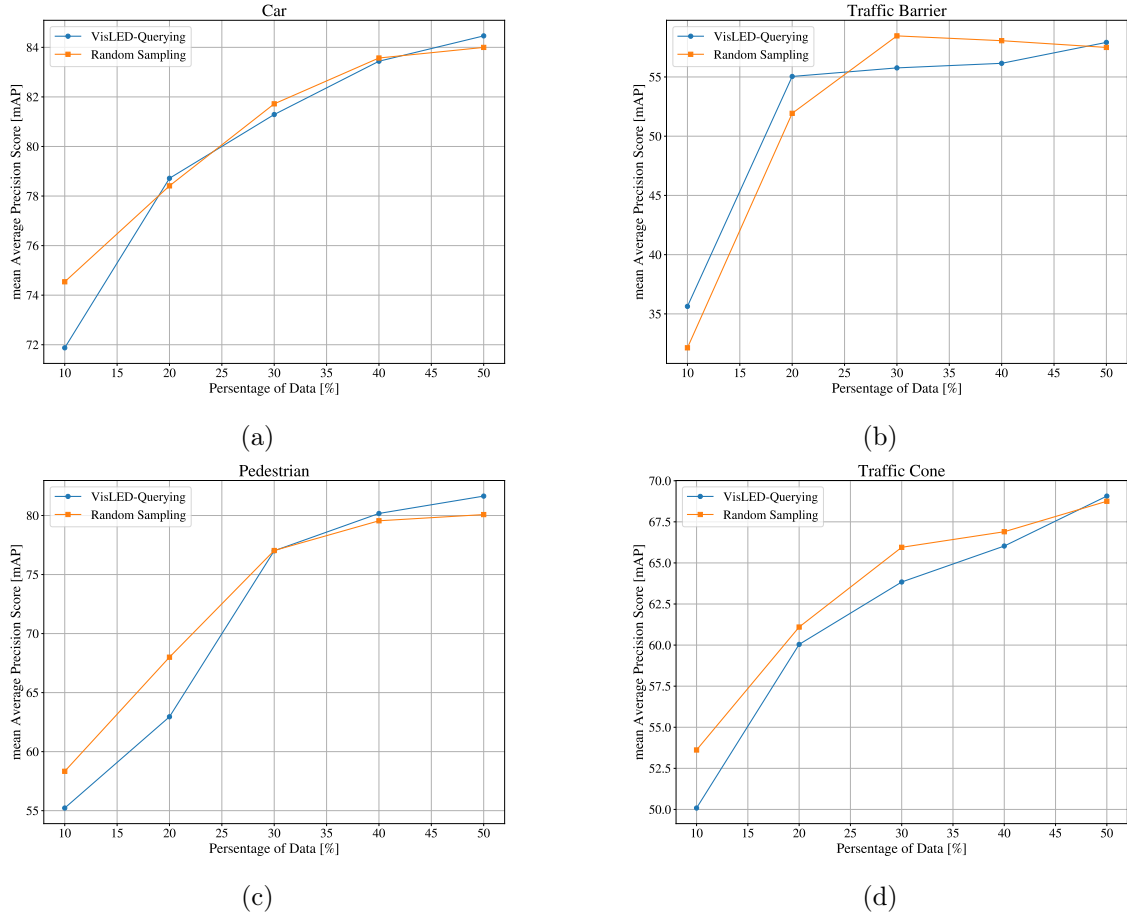 Car
VisLED-Querying
Random Sampling
mean Average Precision Score [mAP]
84
82
80
78
76
74
72
10 15 20 25 30 35 40 45 50
Persentage of Data [%]
(a)
Traffic Barrier
VisLED-Querying
Random Sampling
mean Average Precision Score [mAP]
55
50
45
40
35
10 15 20 25 30 35 40 45 50
Persentage of Data [%]
(b)
Pedestrian
VisLED-Querying
Random Sampling
mean Average Precision Score [mAP]
80
75
70
65
60
55
10 15 20 25 30 35 40 45 50
Persentage of Data [%]
(c)
Traffic Cone
VisLED-Querying
Random Sampling
mean Average Precision Score [mAP]
70.0
67.5
65.0
62.5
60.0
57.5
55.0
52.5
50.0
10 15 20 25 30 35 40 45 50
Persentage of Data [%]
(d)